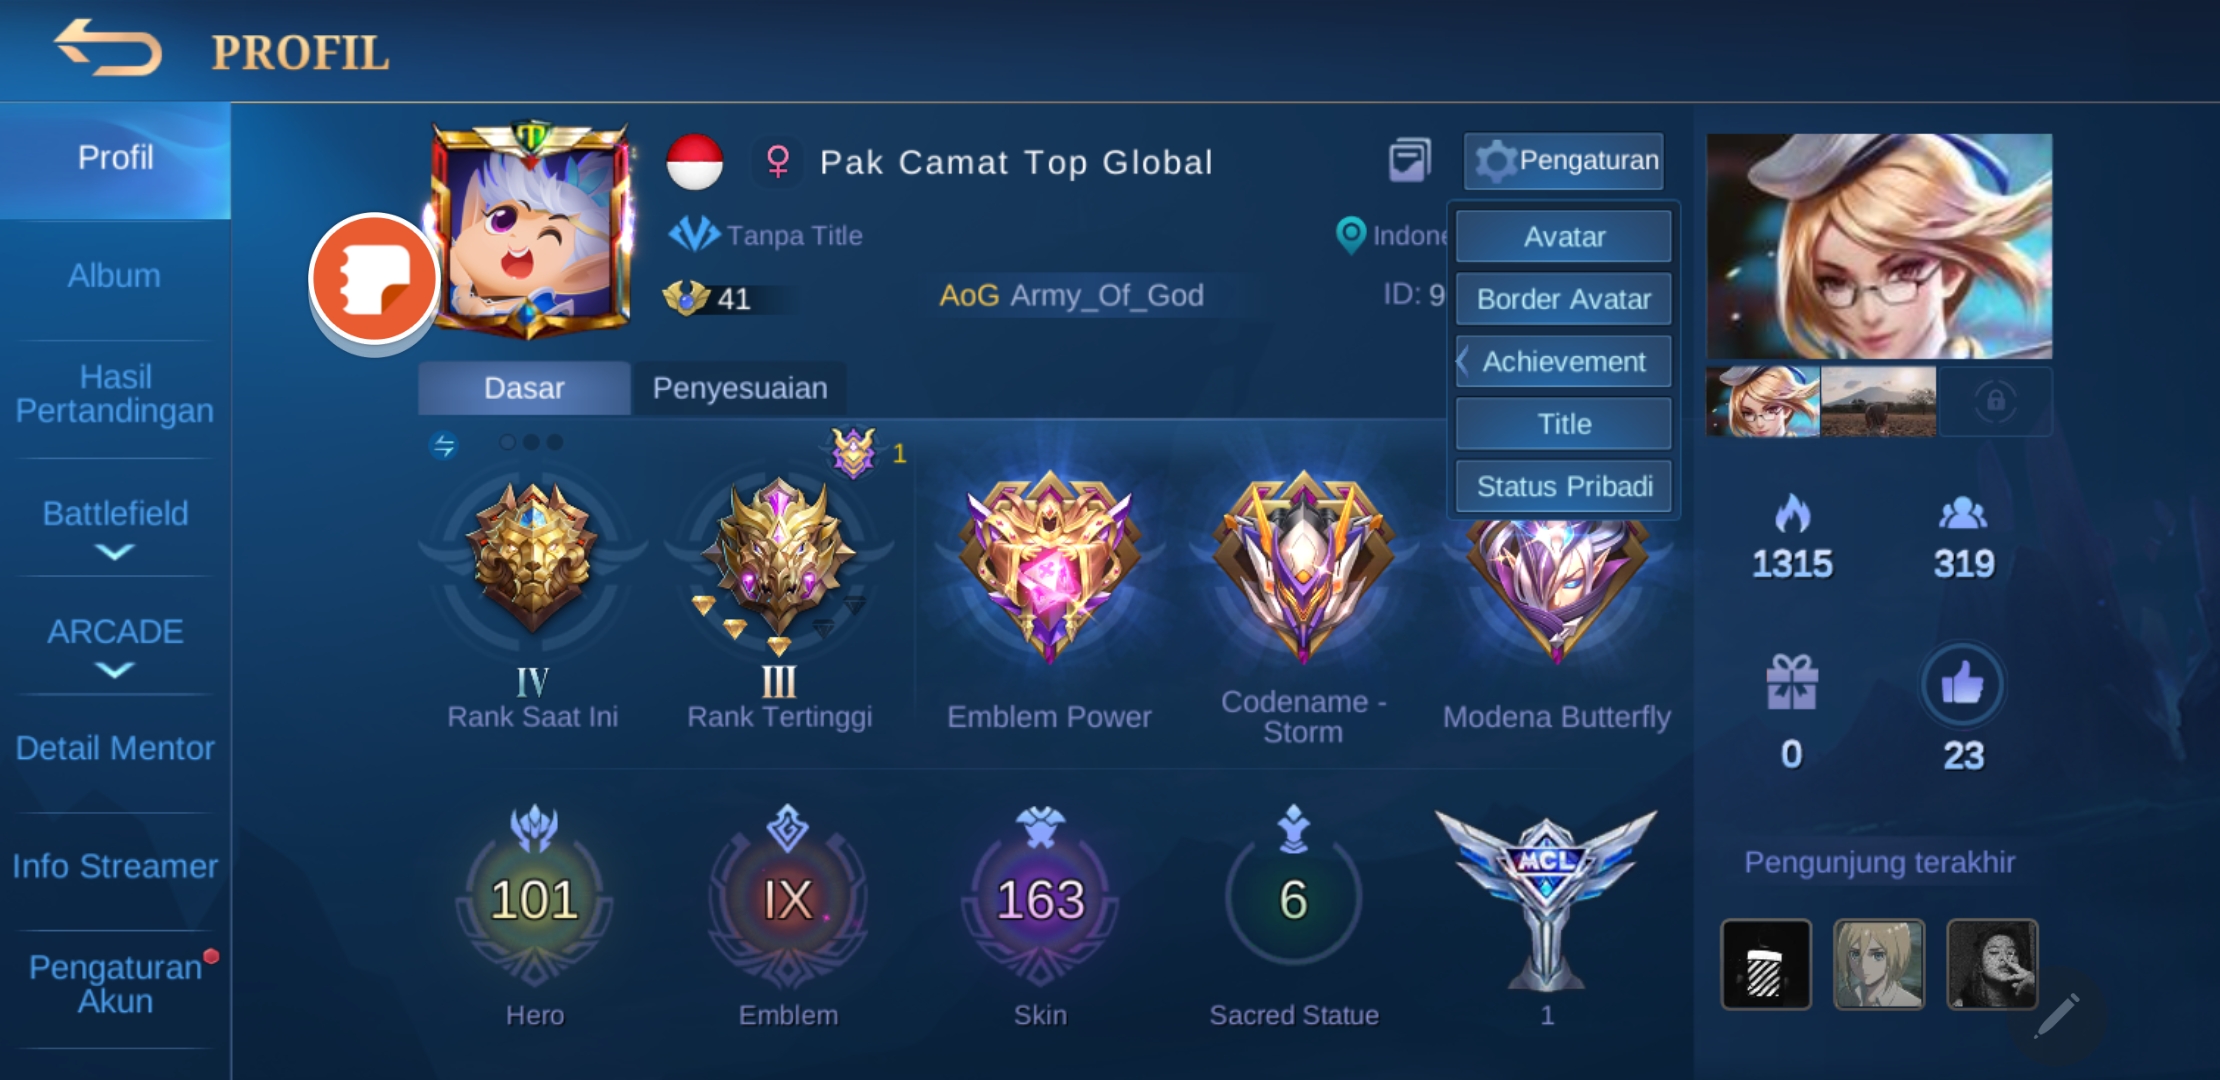 PROFIL
Profil
Album
Hasil
Pertandingan
Battlefield
ARCADE
Detail Mentor
Info Streamer
Pengaturan
Akun
Pak Camat Top Global
Pengaturan
Tanpa Title
Indone
Avatar
41
AoG Army_Of_God
ID: 9
Border Avatar
Achievement
Title
Status Pribadi
Dasar
Penyesuaian
1
IV
Rank Saat Ini
III
Rank Tertinggi
Emblem Power
Codename -
Storm
Modena Butterfly
101
Hero
IX
Emblem
163
Skin
6
Sacred Statue
MCL
1
1315
319
0
23
Pengunjung terakhir